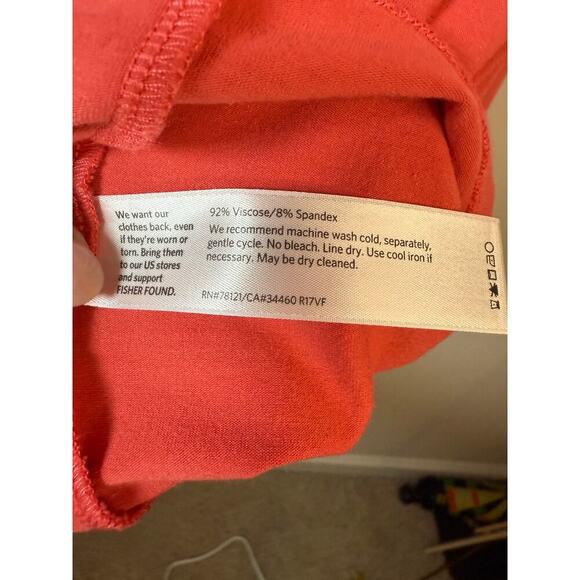 We want our
clothes back, even
if they're worn or
torn. Bring them
to our US stores
and support
FISHER FOUND.
92% Viscose/8% Spandex
We recommend machine wash cold, separately,
gentle cycle. No bleach. Line dry. Use cool iron if
necessary. May be dry cleaned.
RN#78121/CA#34460 R17VF